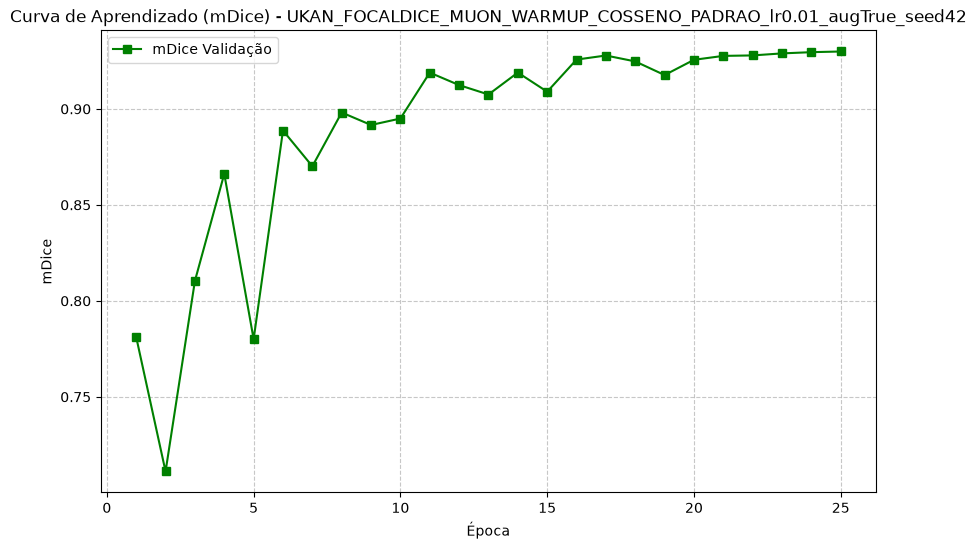 Curva de Aprendizado (mDice) - UKAN_FOCALDICE_MUON_WARMUP_COSSENO_PADRAO_lr0.01_augTrue_seed42
mDice Validação
0.90
0.85
0.80
0.75
mDice
0 5 10 15 20 25
Época